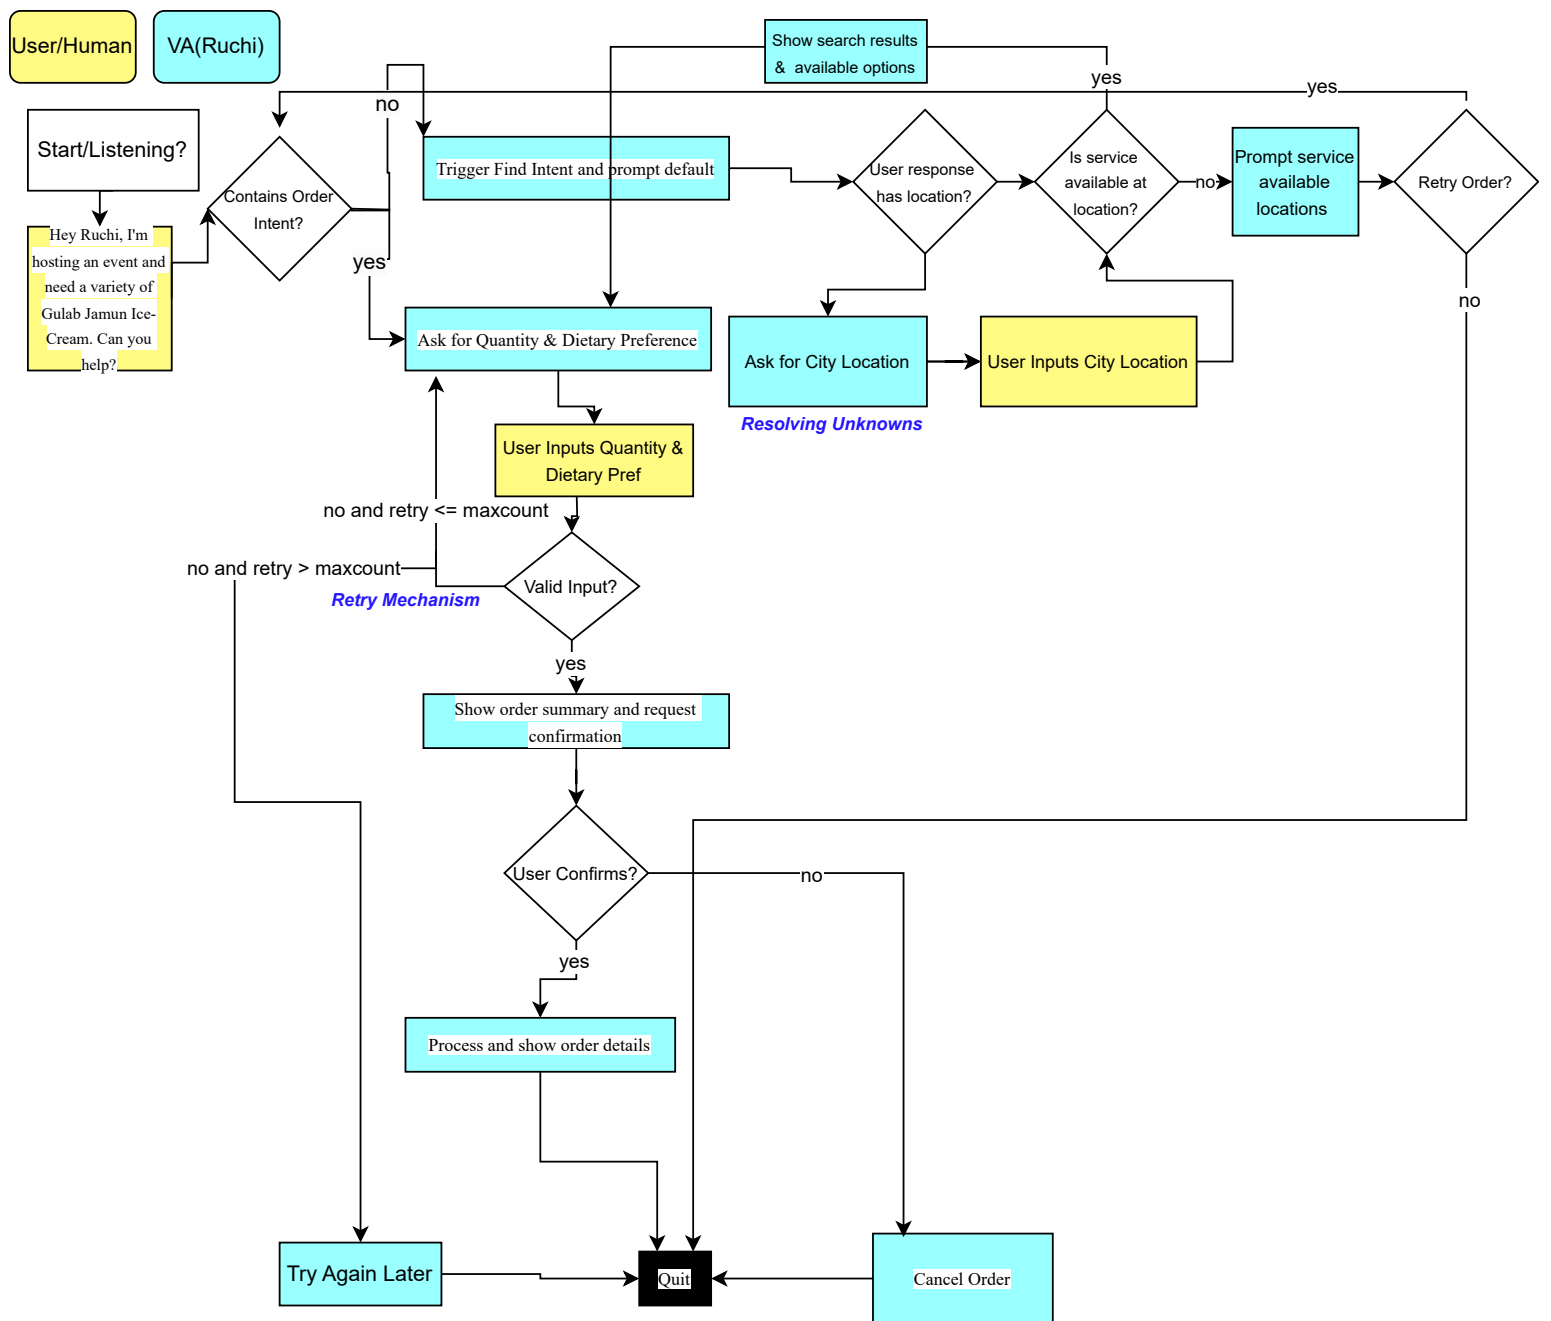 User/Human
VA(Ruchi)
Show search results
& available options
yes
yes
no
Start/Listening?
Contains Order
Intent?
Trigger Find Intent and prompt default
User response
has location?
Is service
available at
location?
no
Prompt service
available
locations
Retry Order?
Hey Ruchi, I'm
hosting an event and
need a variety of
Gulab Jamun Ice-
Cream. Can you
help?
yes
no
Ask for Quantity & Dietary Preference
Ask for City Location
User Inputs City Location
Resolving Unknowns
User Inputs Quantity &
Dietary Pref
no and retry <= maxcount
no and retry > maxcount
Valid Input?
Retry Mechanism
yes
Show order summary and request
confirmation
User Confirms?
no
yes
Process and show order details
Try Again Later
Quit
Cancel Order